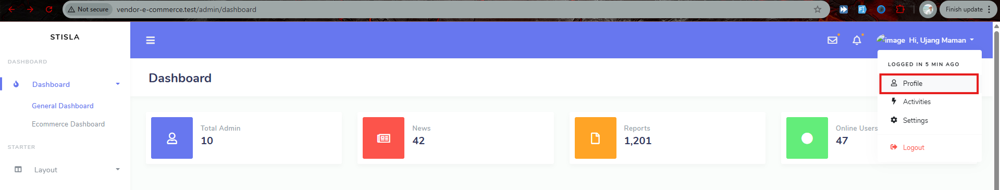 Not secure
vendor-e-commerce.test/admin/dashboard
Finish update
STISLA
image Hi, Ujang Maman
LOGGED IN 5 MIN AGO
Profile
Activities
Settings
Logout
DASHBOARD
Dashboard
General Dashboard
Ecommerce Dashboard
STARTER
Layout
Dashboard
Total Admin
10
News
42
Reports
1,201
Online Users
47